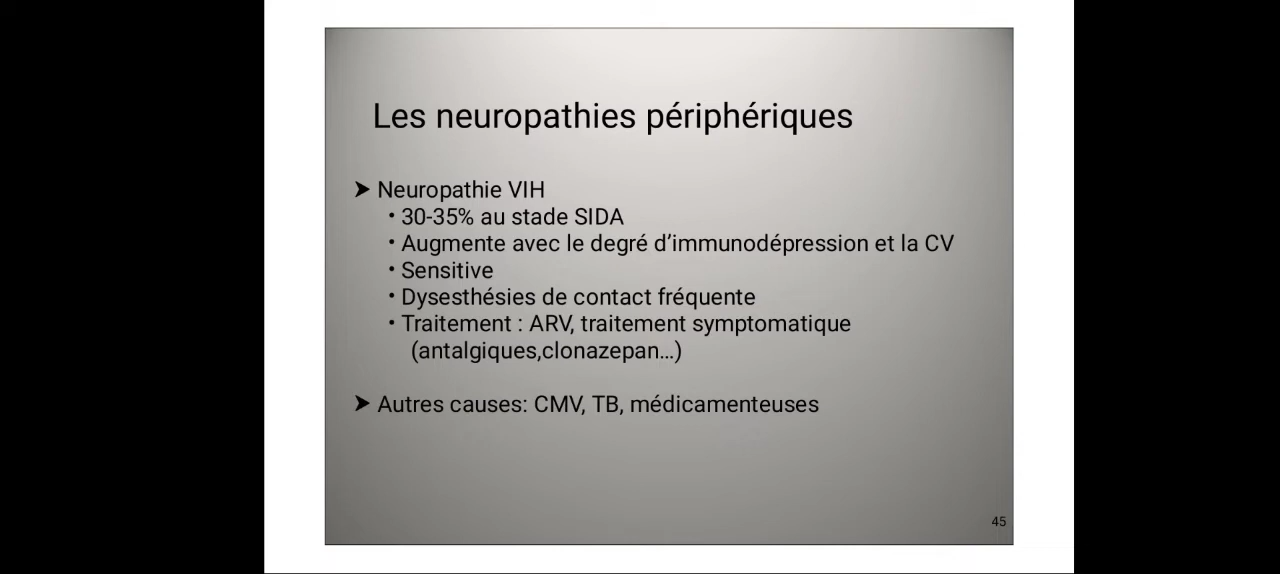 Les neuropathies périphériques
➤ Neuropathie VIH
• 30-35% au stade SIDA
• Augmente avec le degré d’immunodépression et la CV
• Sensitive
• Dysesthésies de contact fréquente
• Traitement : ARV, traitement symptomatique
(antalgiques,clonazepan...)
➤ Autres causes: CMV, TB, médicamenteuses
45